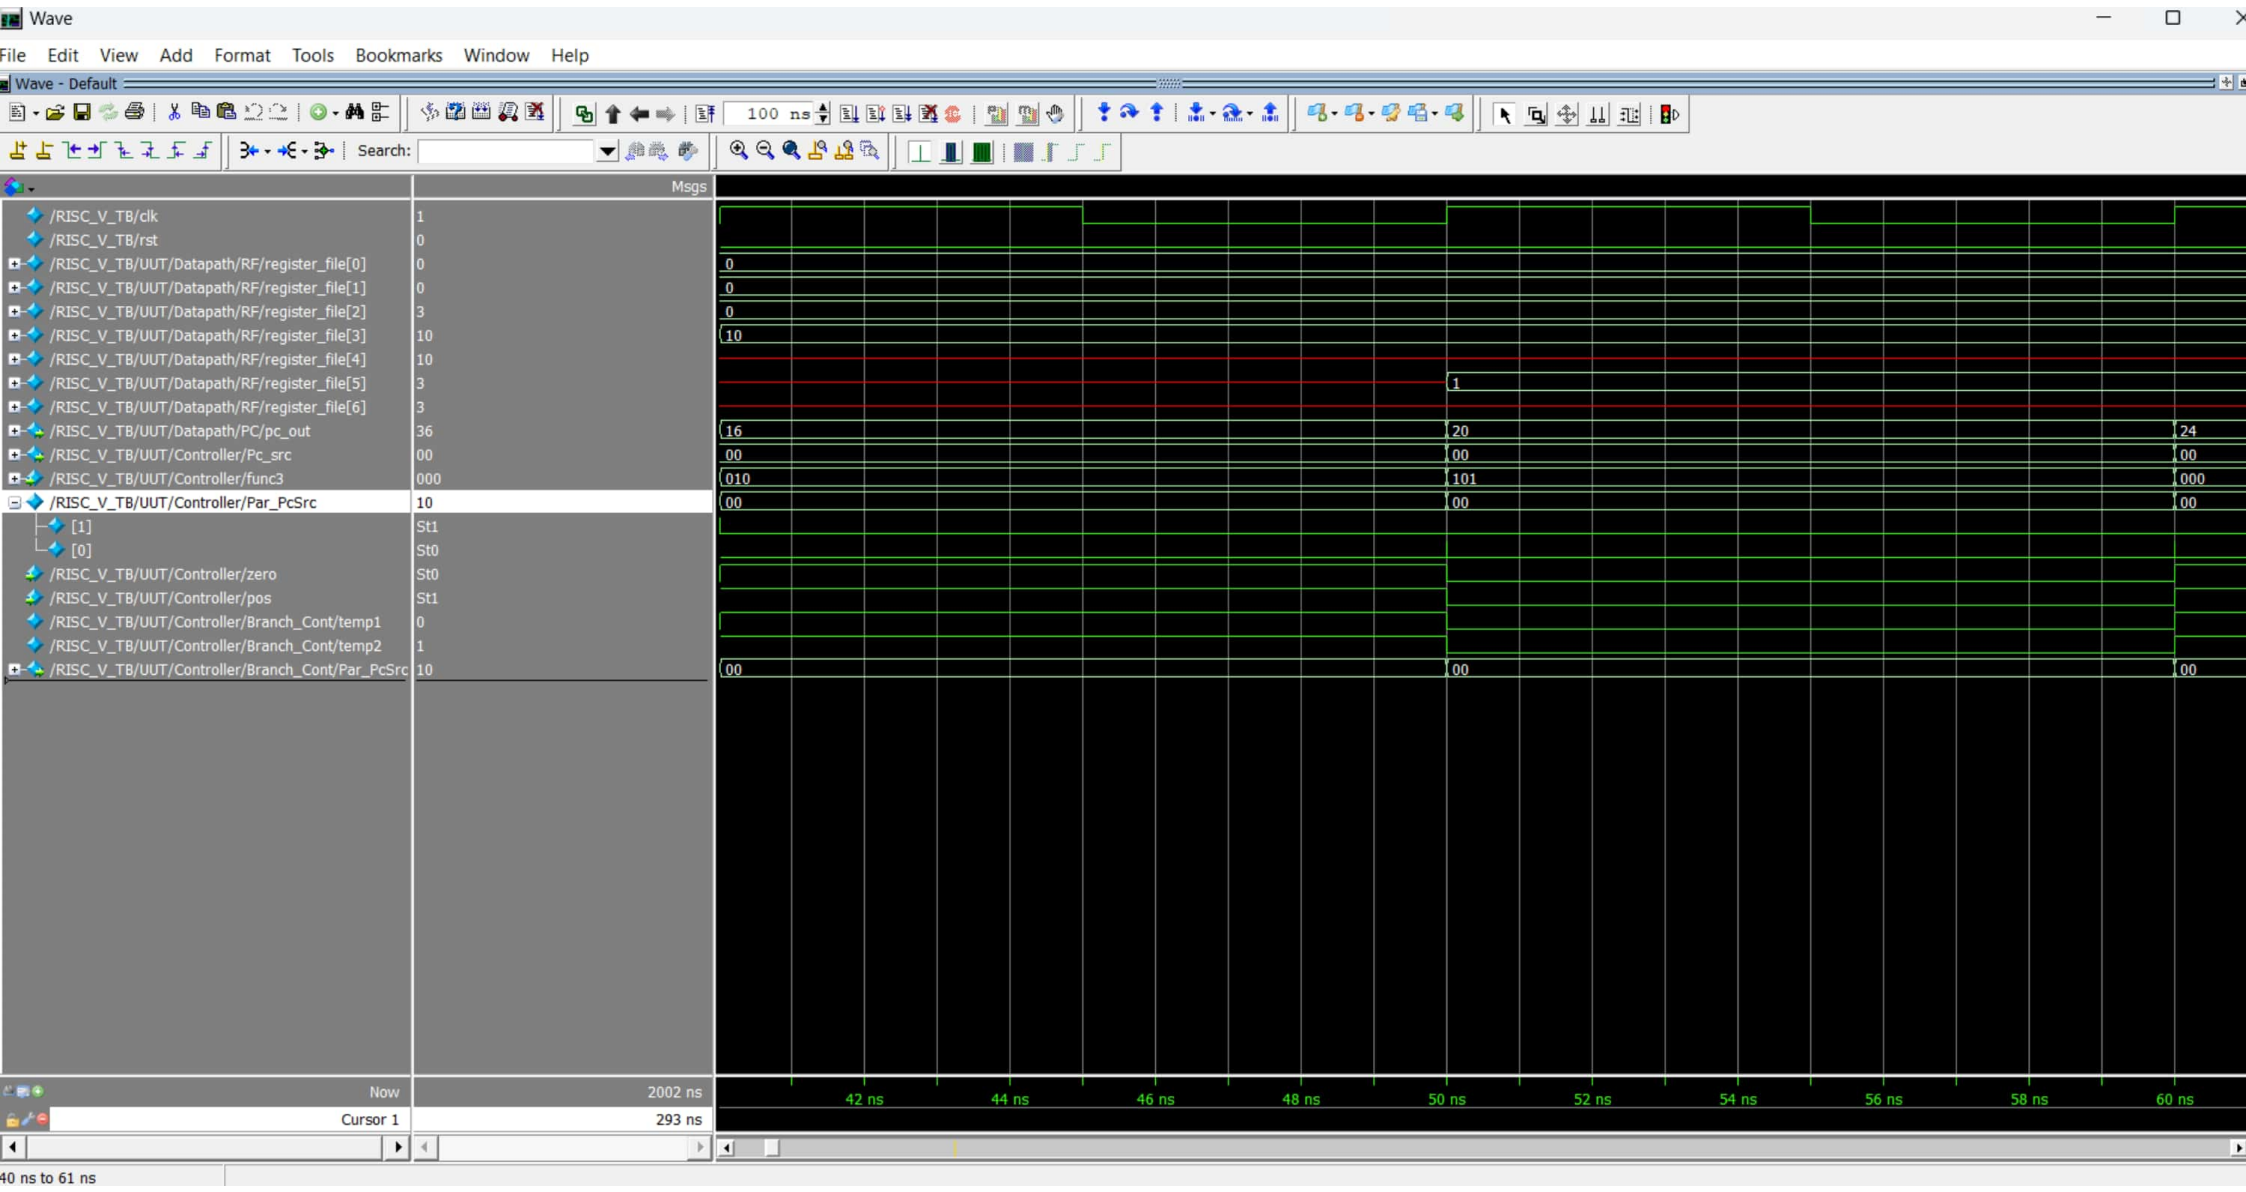 Wave
File Edit View Add Format Tools Bookmarks Window Help
Wave - Default
100 ns
Search:
Msgs
/RISC_V_TB/clk 1
/RISC_V_TB/rst 0
/RISC_V_TB/UUT/Datapath/RF/register_file[0] 0 0
/RISC_V_TB/UUT/Datapath/RF/register_file[1] 0 0
/RISC_V_TB/UUT/Datapath/RF/register_file[2] 3 0
/RISC_V_TB/UUT/Datapath/RF/register_file[3] 10 10
/RISC_V_TB/UUT/Datapath/RF/register_file[4] 10
/RISC_V_TB/UUT/Datapath/RF/register_file[5] 3 1
/RISC_V_TB/UUT/Datapath/RF/register_file[6] 3
/RISC_V_TB/UUT/Datapath/PC/pc_out 36 16 20 24
/RISC_V_TB/UUT/Controller/Pc_src 00 00 00 00
/RISC_V_TB/UUT/Controller/func3 000 010 101 000
/RISC_V_TB/UUT/Controller/Par_PcSrc 10 00 00 00
[1] St1
[0] St0
/RISC_V_TB/UUT/Controller/zero St0
/RISC_V_TB/UUT/Controller/pos St1
/RISC_V_TB/UUT/Controller/Branch_Cont/temp1 0
/RISC_V_TB/UUT/Controller/Branch_Cont/temp2 1
/RISC_V_TB/UUT/Controller/Branch_Cont/Par_PcSrc 10 00 00 00
Now 2002 ns
42 ns 44 ns 46 ns 48 ns 50 ns 52 ns 54 ns 56 ns 58 ns 60 ns
Cursor 1 293 ns
40 ns to 61 ns